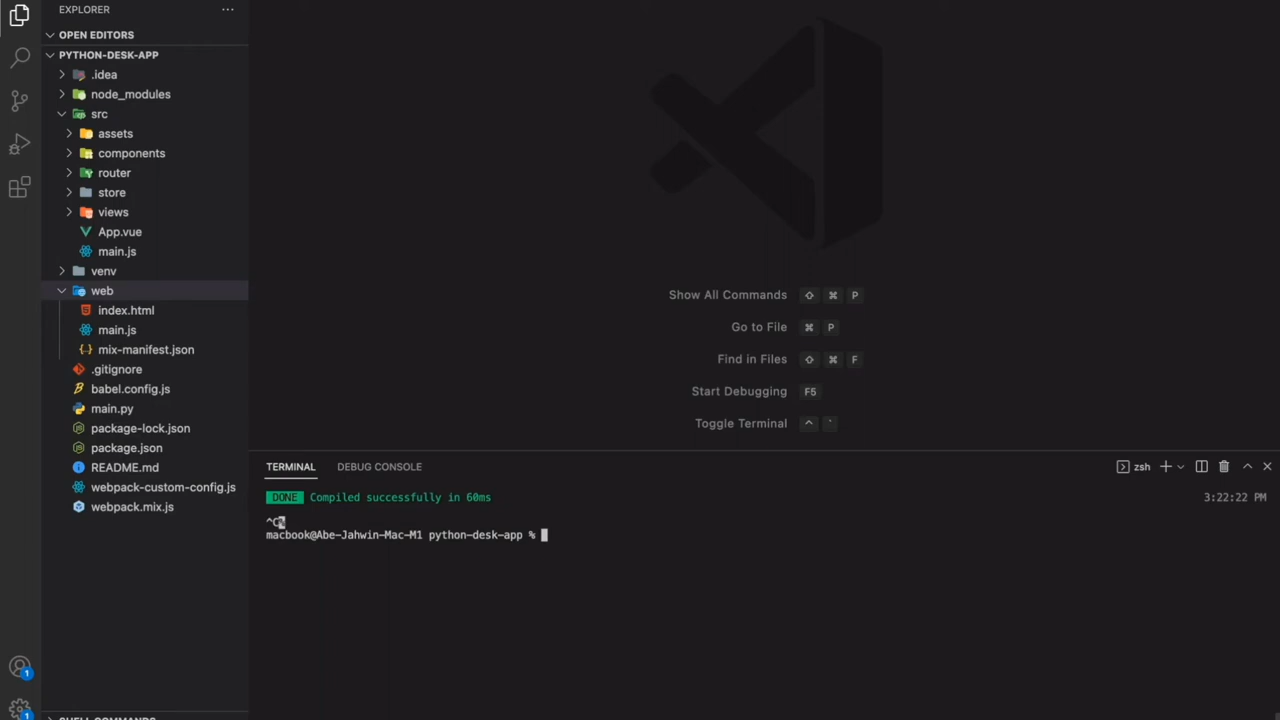 EXPLORER
OPEN EDITORS
PYTHON-DESK-APP
.idea
node_modules
src
assets
components
router
store
views
App.vue
main.js
venv
web
index.html
main.js
mix-manifest.json
.gitignore
babel.config.js
main.py
package-lock.json
package.json
README.md
webpack-custom-config.js
webpack.mix.js
SHELL COMMANDS
1
1
Show All Commands ⇧ ⌘ P
Go to File ⌘ P
Find in Files ⇧ ⌘ F
Start Debugging F5
Toggle Terminal ^ `
TERMINAL DEBUG CONSOLE zsh
DONE Compiled successfully in 60ms 3:22:22 PM
^C%
macbook@Abe-Jahwin-Mac-M1 python-desk-app %